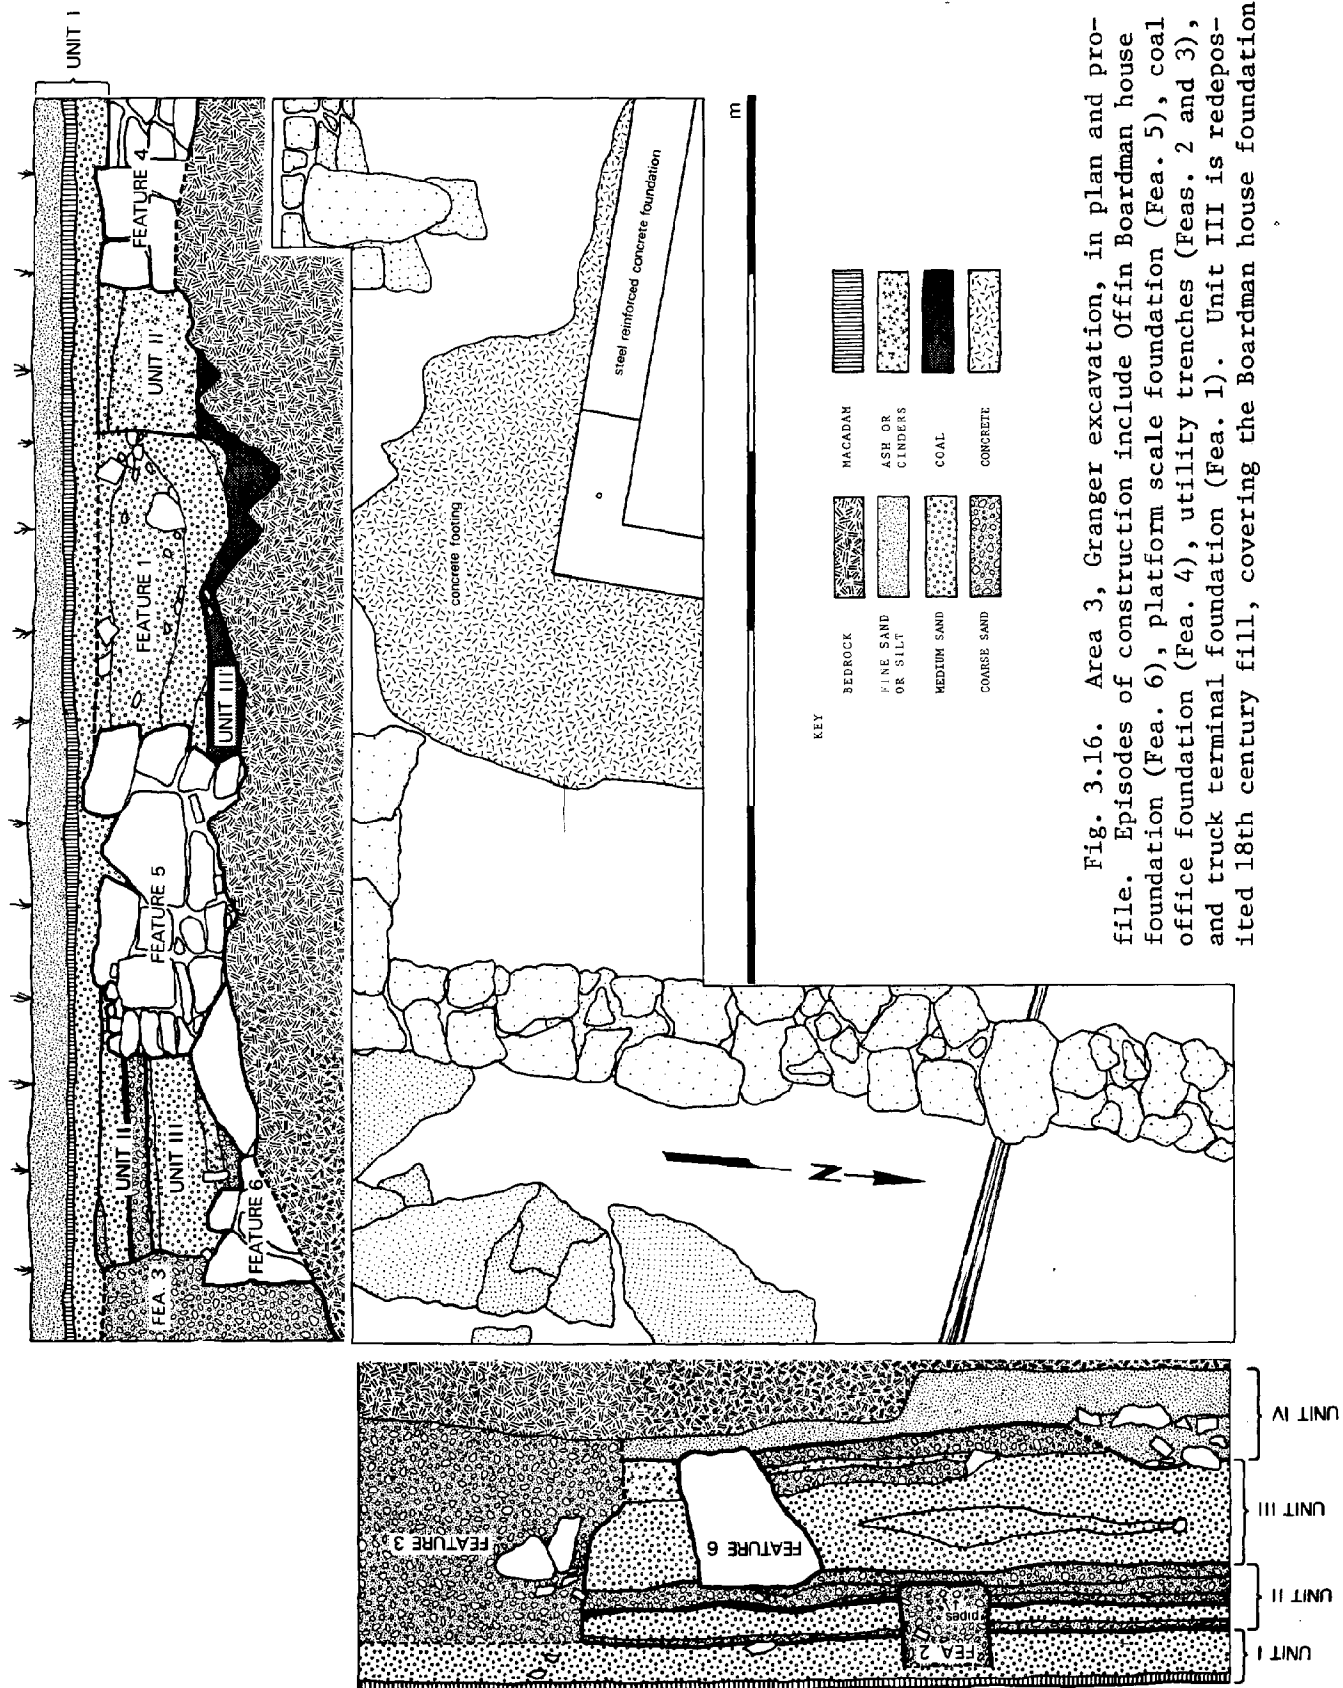 UNIT I
FEATURE 4
UNIT II
FEATURE 1
UNIT III
FEATURE 5
UNIT II
UNIT III
FEATURE 6
FEA. 3
concrete footing
steel reinforced concrete foundation
m
N
FEATURE 3
FEATURE 6
FEA 2
pipes
UNIT I
UNIT II
UNIT III
UNIT IV
KEY
BEDROCK
FINE SAND
OR SILT
MEDIUM SAND
COARSE SAND
MACADAM
ASH OR
CINDERS
COAL
CONCRETE
Fig. 3.16. Area 3, Granger excavation, in plan and pro-
file. Episodes of construction include Offin Boardman house
foundation (Fea. 6), platform scale foundation (Fea. 5), coal
office foundation (Fea. 4), utility trenches (Feas. 2 and 3),
and truck terminal foundation (Fea. 1). Unit III is redepos-
ited 18th century fill, covering the Boardman house foundation